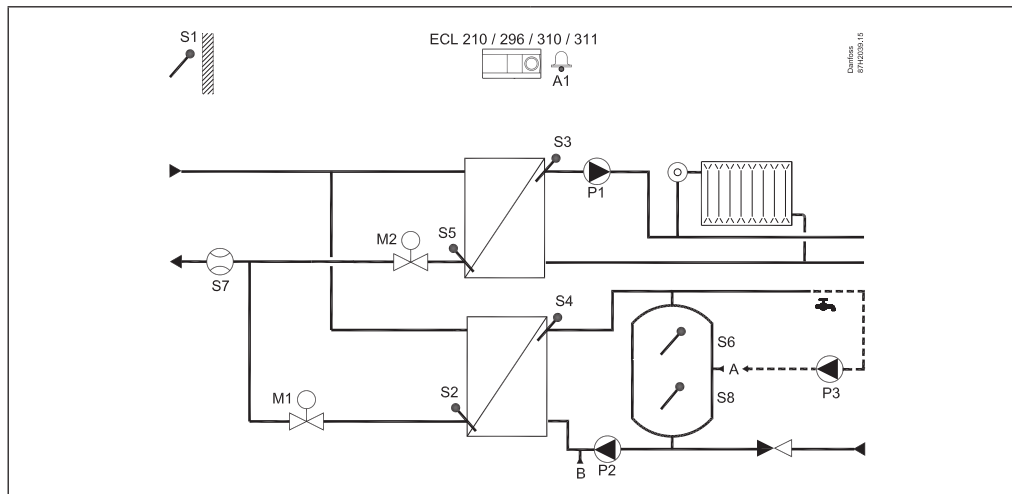 S1
ECL 210 / 296 / 310 / 311
A1
Danfoss
87H2039.15
S3
P1
M2
S5
S7
S4
S6
A
S8
P3
M1
S2
B
P2